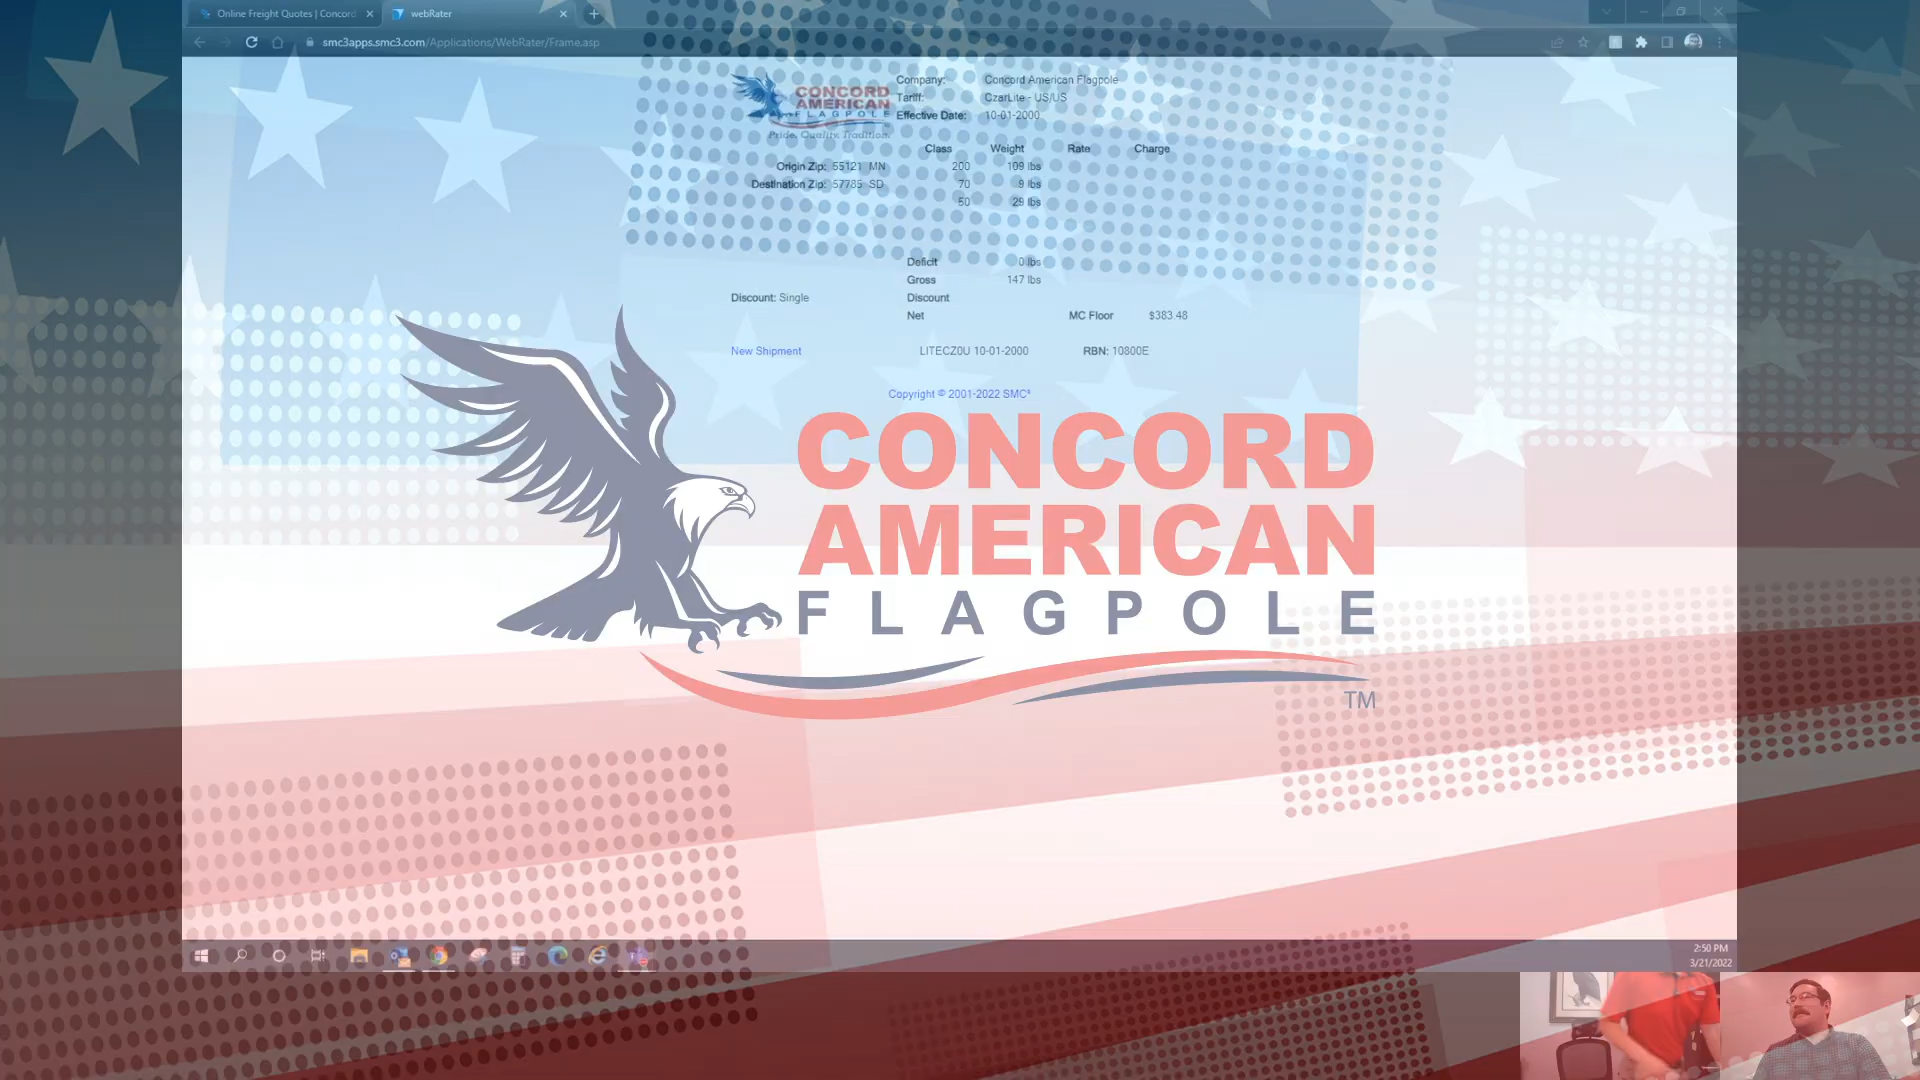 Online Freight Quotes | Concord
webRater
smc3apps.smc3.com/Applications/WebRater/Frame.asp
CONCORD
AMERICAN
FLAGPOLE
Pride. Quality. Tradition.
Company: Concord American Flagpole
Tariff: CzarLite - US/US
Effective Date: 10-01-2000
Class Weight Rate Charge
Origin Zip: 55121 MN 200 109 lbs
Destination Zip: 57785 SD 70 9 lbs
50 29 lbs
Deficit 0 lbs
Gross 147 lbs
Discount: Single Discount
Net MC Floor $383.48
New Shipment LITECZ0U 10-01-2000 RBN: 10800E
Copyright © 2001-2022 SMC³
CONCORD
AMERICAN
FLAGPOLE
TM
2:50 PM
3/21/2022